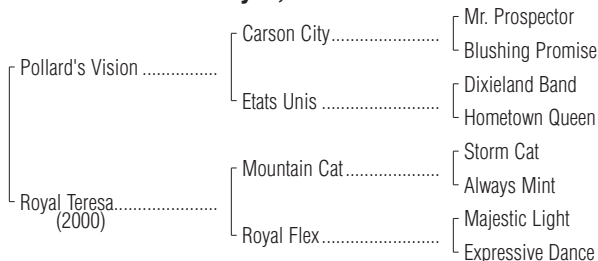 Mr. Prospector
Carson City....................
Blushing Promise
Pollard's Vision ..............
Dixieland Band
Etats Unis ......................
Hometown Queen
Storm Cat
Mountain Cat.................
Always Mint
Royal Teresa...................
(2000)
Majestic Light
Royal Flex.......................
Expressive Dance